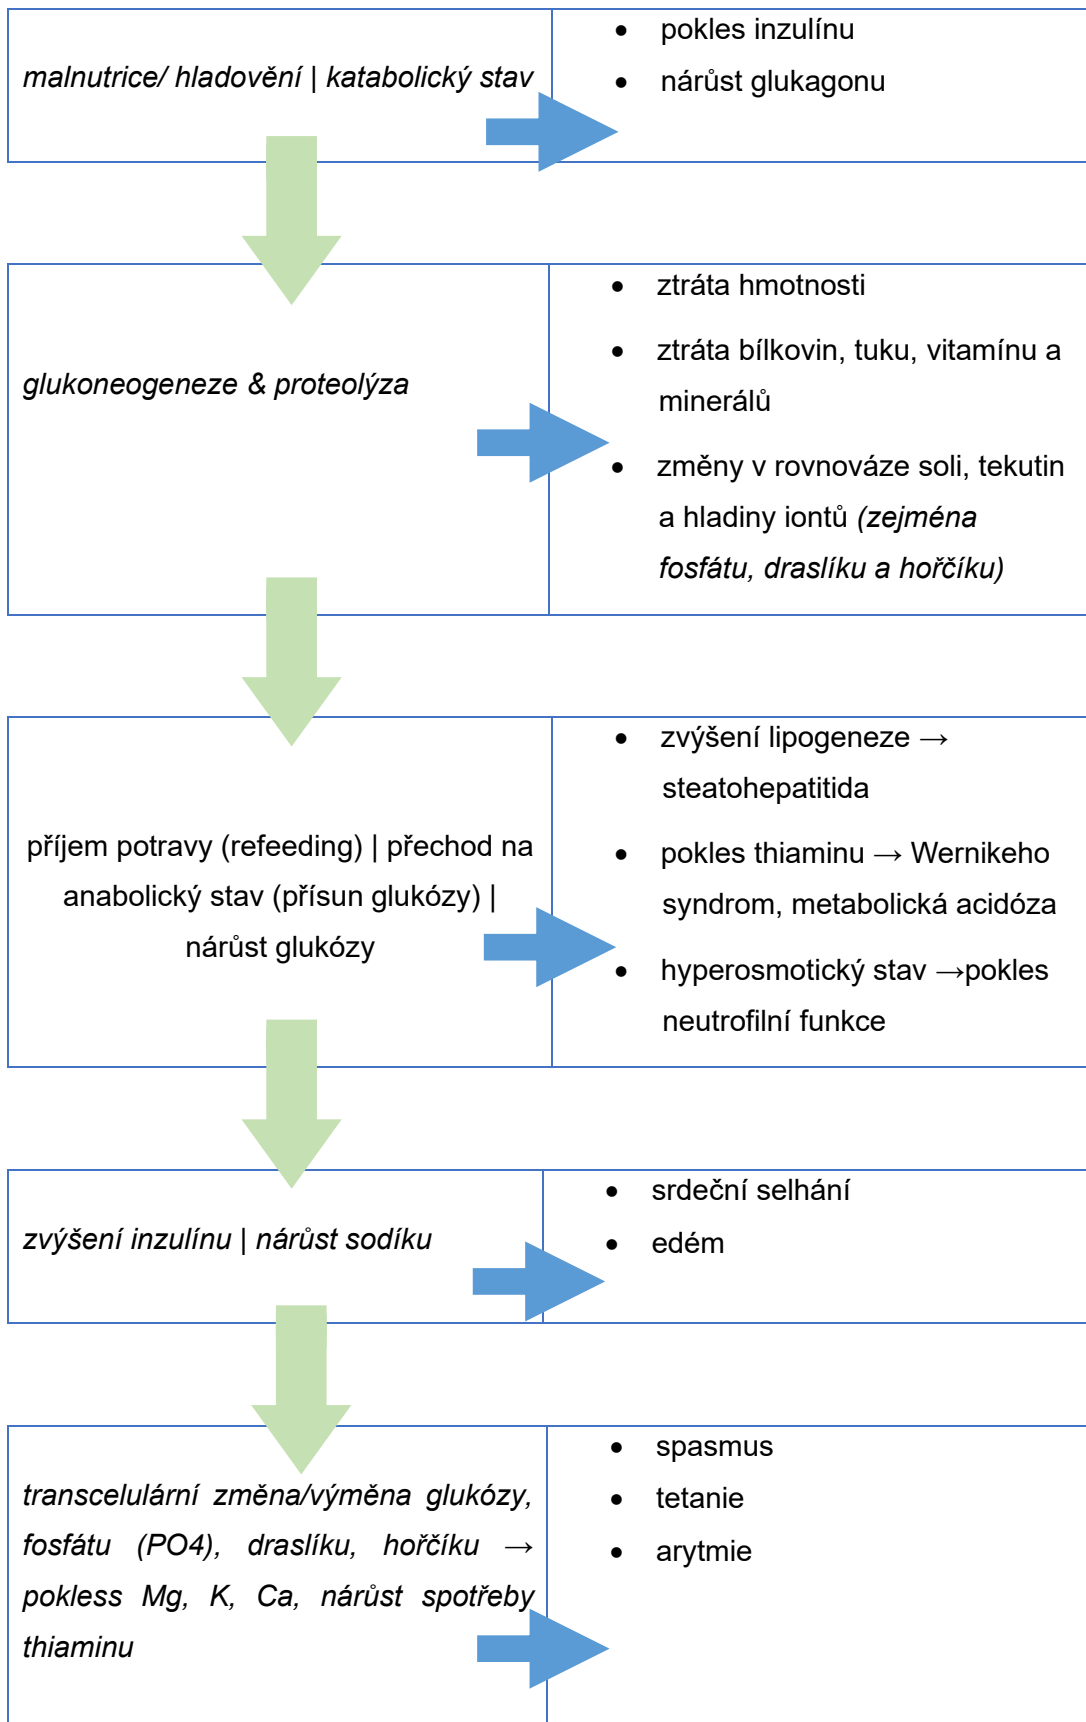 malnutrice/ hladovění | katabolický stav
• pokles inzulínu
• nárůst glukagonu
glukoneogeneze & proteolýza
• ztráta hmotnosti
• ztráta bílkovin, tuku, vitamínu a
minerálů
• změny v rovnováze soli, tekutin
a hladiny iontů (zejména
fosfátu, draslíku a hořčíku)
příjem potravy (refeeding) | přechod na
anabolický stav (přísun glukózy) |
nárůst glukózy
• zvýšení lipogeneze →
steatohepatitida
• pokles thiaminu → Wernikeho
syndrom, metabolická acidóza
• hyperosmotický stav →pokles
neutrofilní funkce
zvýšení inzulínu | nárůst sodíku
• srdeční selhání
• edém
transcelulární změna/výměna glukózy,
fosfátu (PO4), draslíku, hořčíku →
pokless Mg, K, Ca, nárůst spotřeby
thiaminu
• spasmus
• tetanie
• arytmie